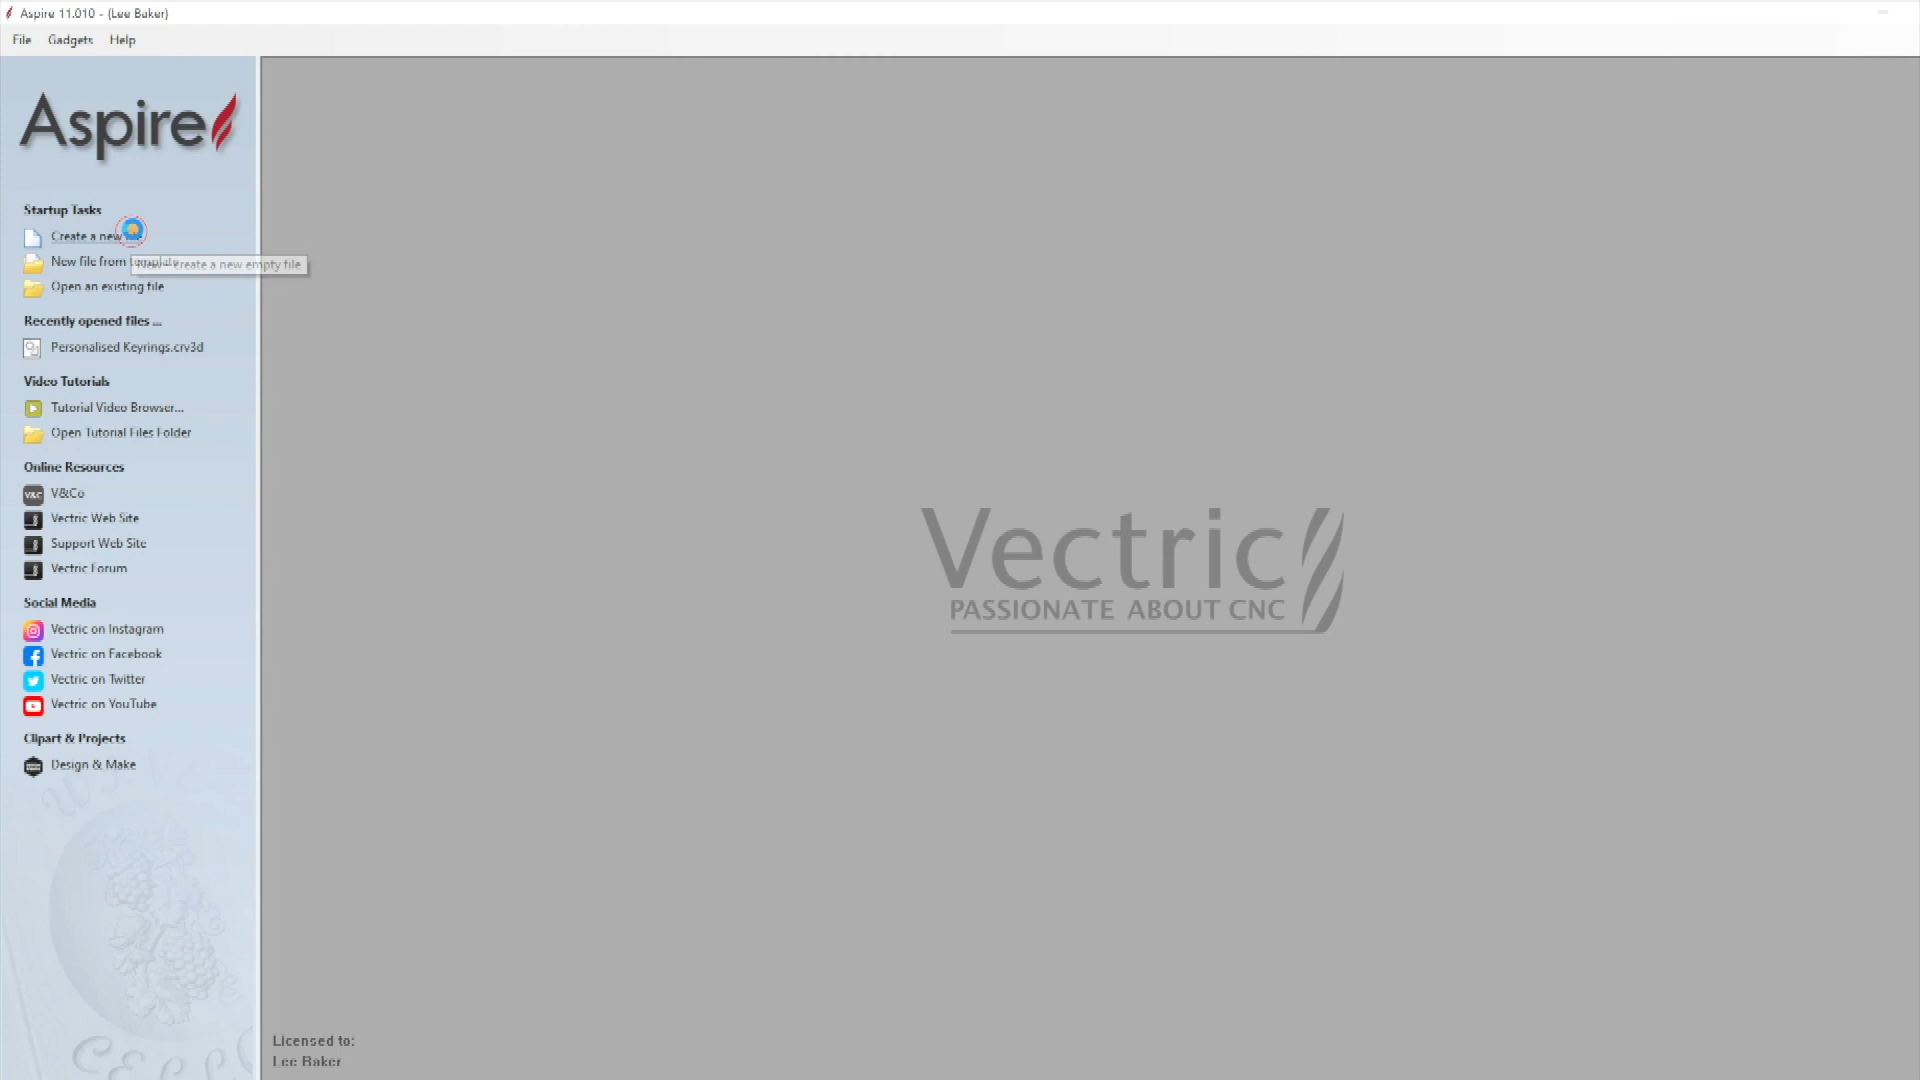 Aspire 11.010 - {Lee Baker}
File Gadgets Help
Aspire
Startup Tasks
Create a new
New file from template
New - Create a new empty file
Open an existing file
Recently opened files ...
Personalised Keyrings.crv3d
Video Tutorials
Tutorial Video Browser...
Open Tutorial Files Folder
Online Resources
V&C V&Co
Vectric Web Site
Support Web Site
Vectric Forum
Social Media
Vectric on Instagram
Vectric on Facebook
Vectric on Twitter
Vectric on YouTube
Clipart & Projects
Design & Make
Vectric
PASSIONATE ABOUT CNC
Licensed to:
Lee Baker